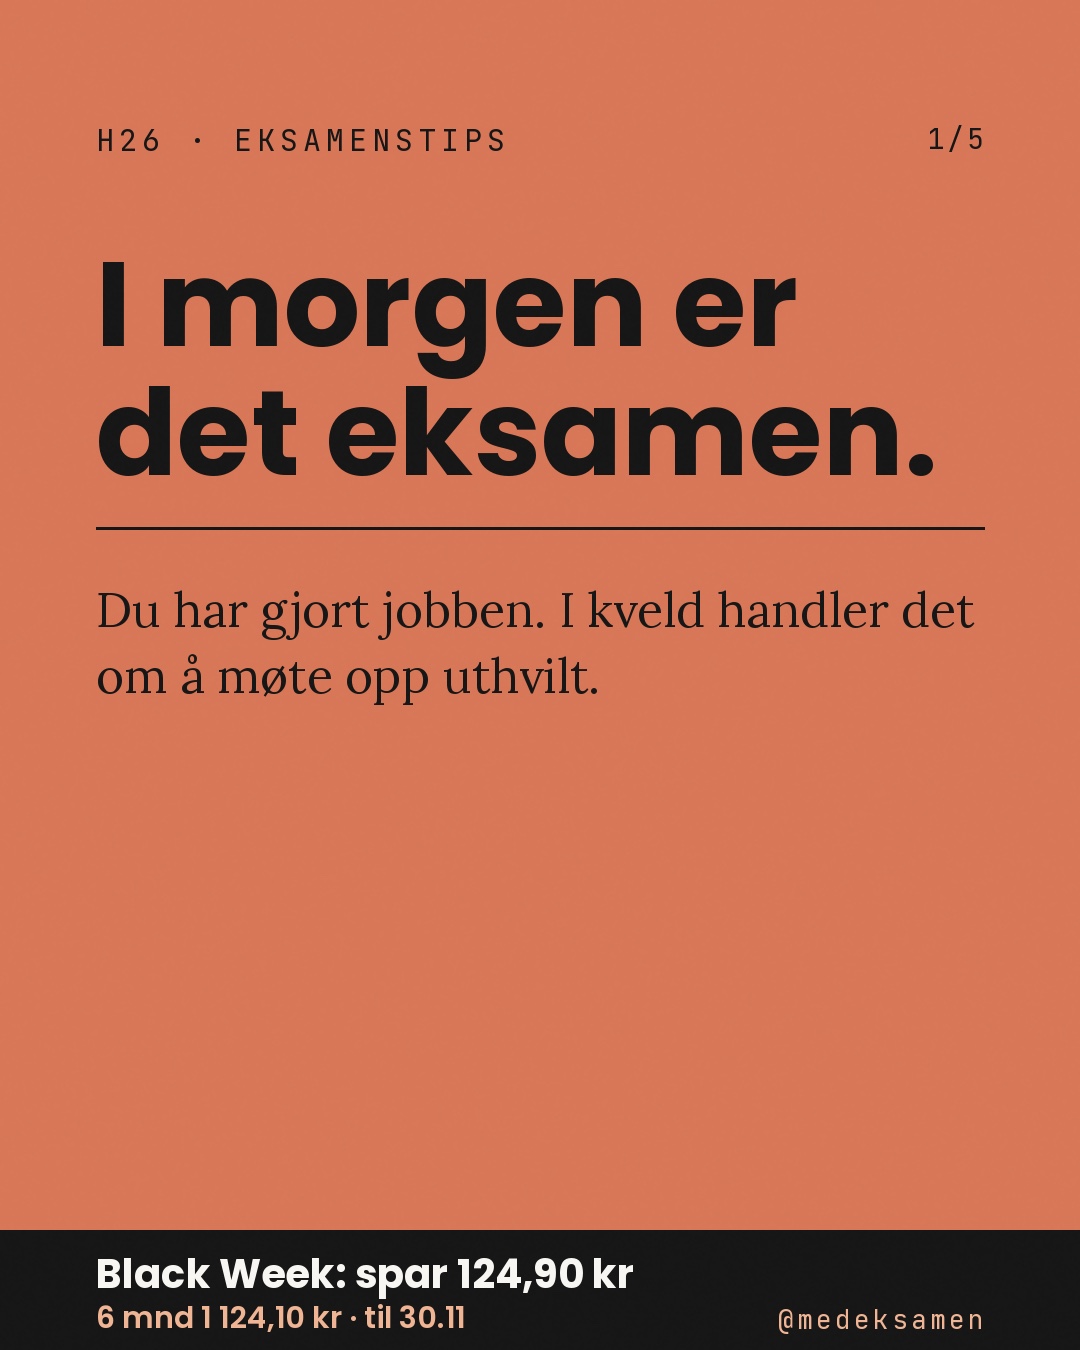 H26 · EKSAMENSTIPS 1/5
I morgen er
det eksamen.
Du har gjort jobben. I kveld handler det
om å møte opp uthvilt.
Black Week: spar 124,90 kr
6 mnd 1 124,10 kr · til 30.11
@medeksamen